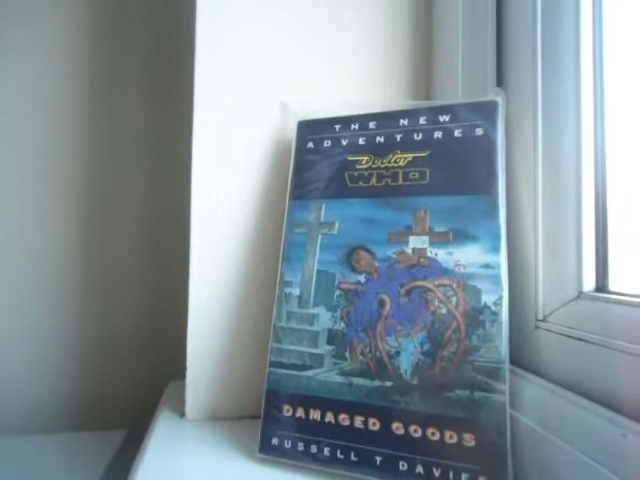 THE NEW
ADVENTURES
Doctor
WHO
DAMAGED GOODS
RUSSELL T DAVIES